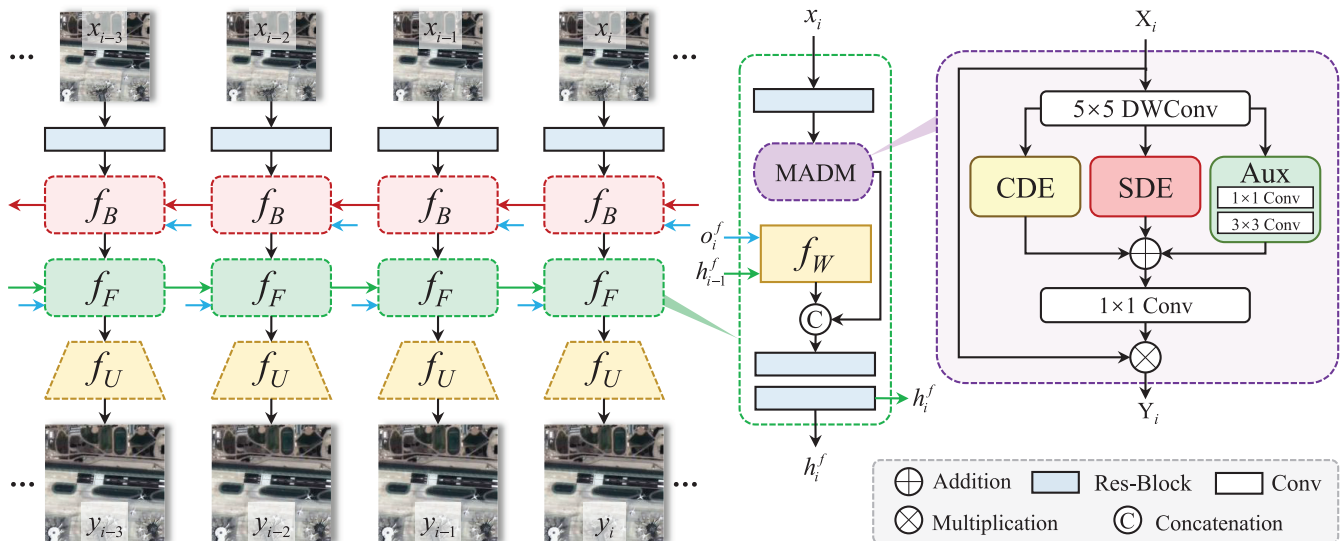 ... x_{i-3} x_{i-2} x_{i-1} x_i ...
f_B f_B f_B f_B
f_F f_F f_F f_F
f_U f_U f_U f_U
... y_{i-3} y_{i-2} y_{i-1} y_i ...
x_i
MADM
o_i^f
h_{i-1}^f
f_W
C
h_i^f
h_i^f
X_i
5×5 DWConv
CDE
SDE
Aux
1×1 Conv
3×3 Conv
1×1 Conv
Y_i
Addition
Res-Block
Conv
Multiplication
C Concatenation